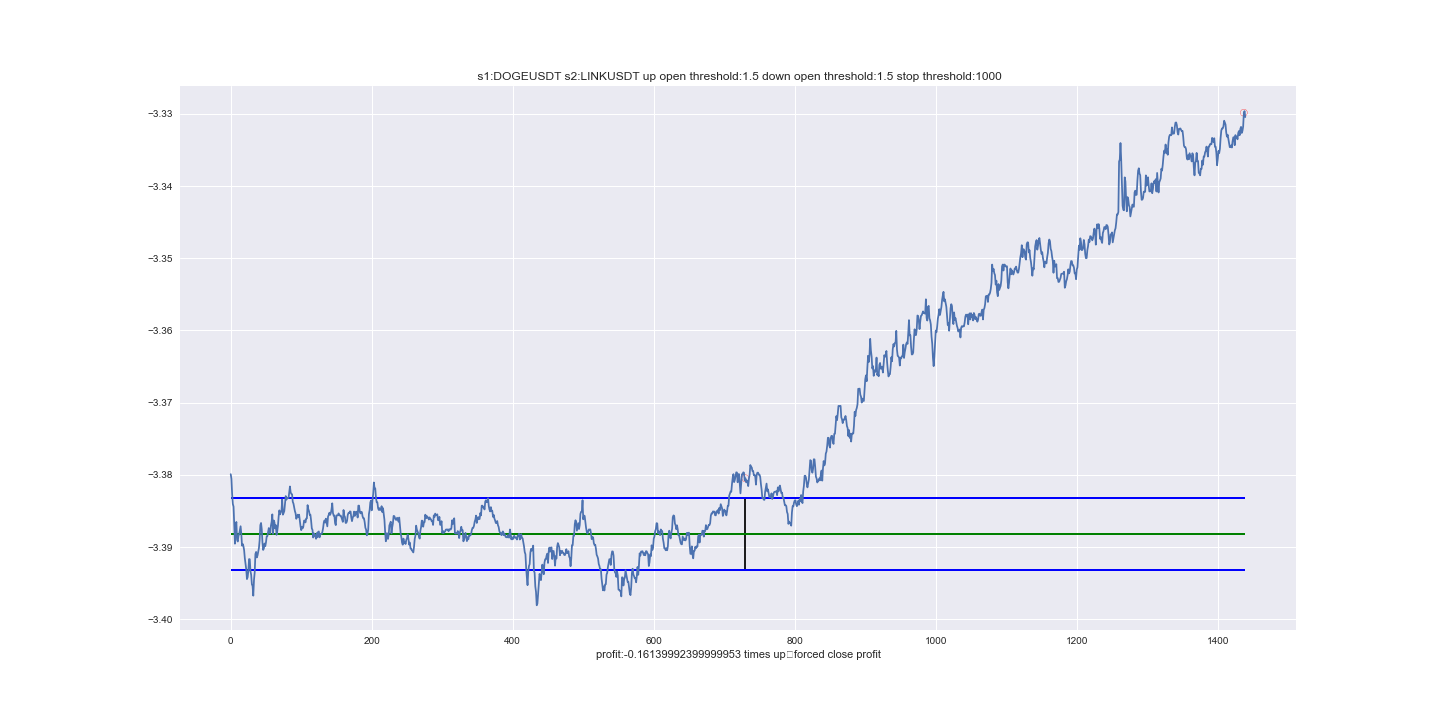 s1:DOGEUSDT s2:LINKUSDT up open threshold:1.5 down open threshold:1.5 stop threshold:1000
−3.33
−3.34
−3.35
−3.36
−3.37
−3.38
−3.39
−3.40
0 200 400 600 800 1000 1200 1400
profit:-0.16139992399999953 times up▯forced close profit